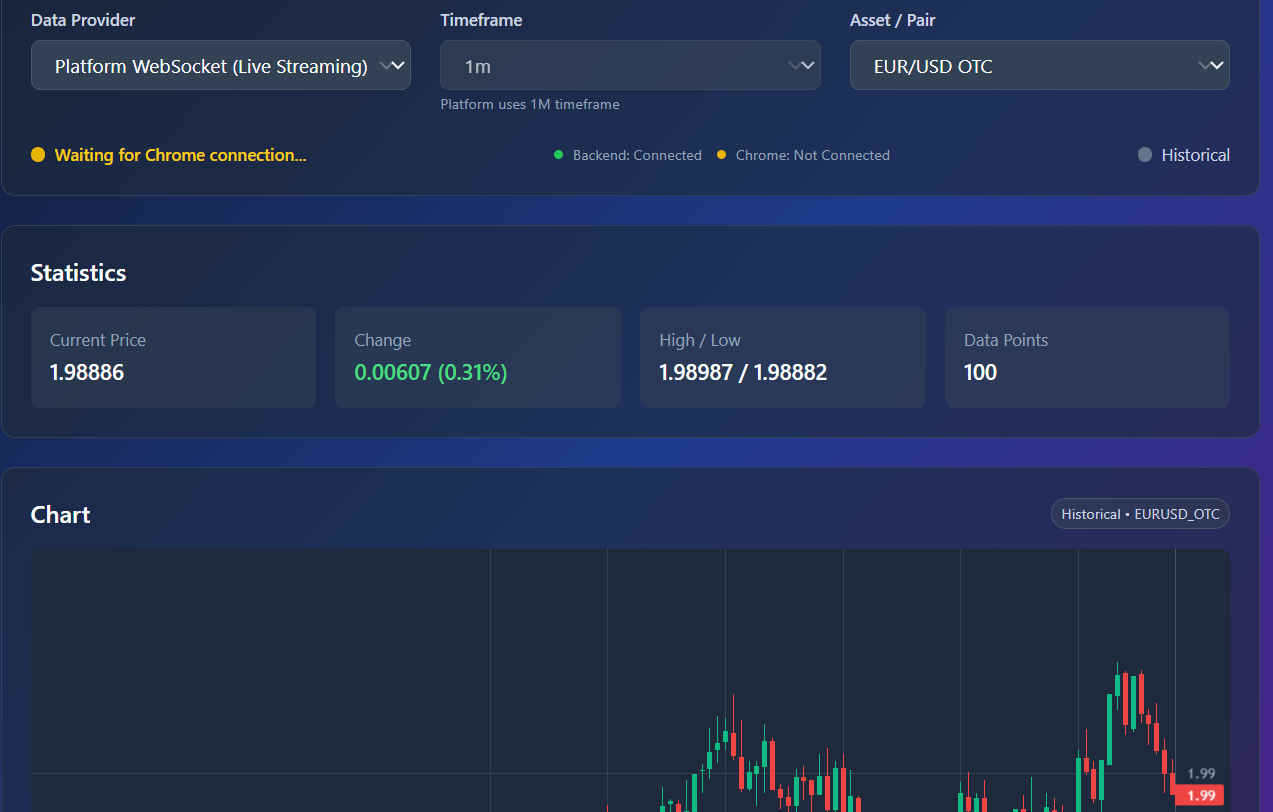 Data Provider
Timeframe
Asset / Pair
Platform WebSocket (Live Streaming)
1m
EUR/USD OTC
Platform uses 1M timeframe
Waiting for Chrome connection...
Backend: Connected
Chrome: Not Connected
Historical
Statistics
Current Price
Change
High / Low
Data Points
1.98886
0.00607 (0.31%)
1.98987 / 1.98882
100
Chart
Historical • EURUSD_OTC
1.99
1.99